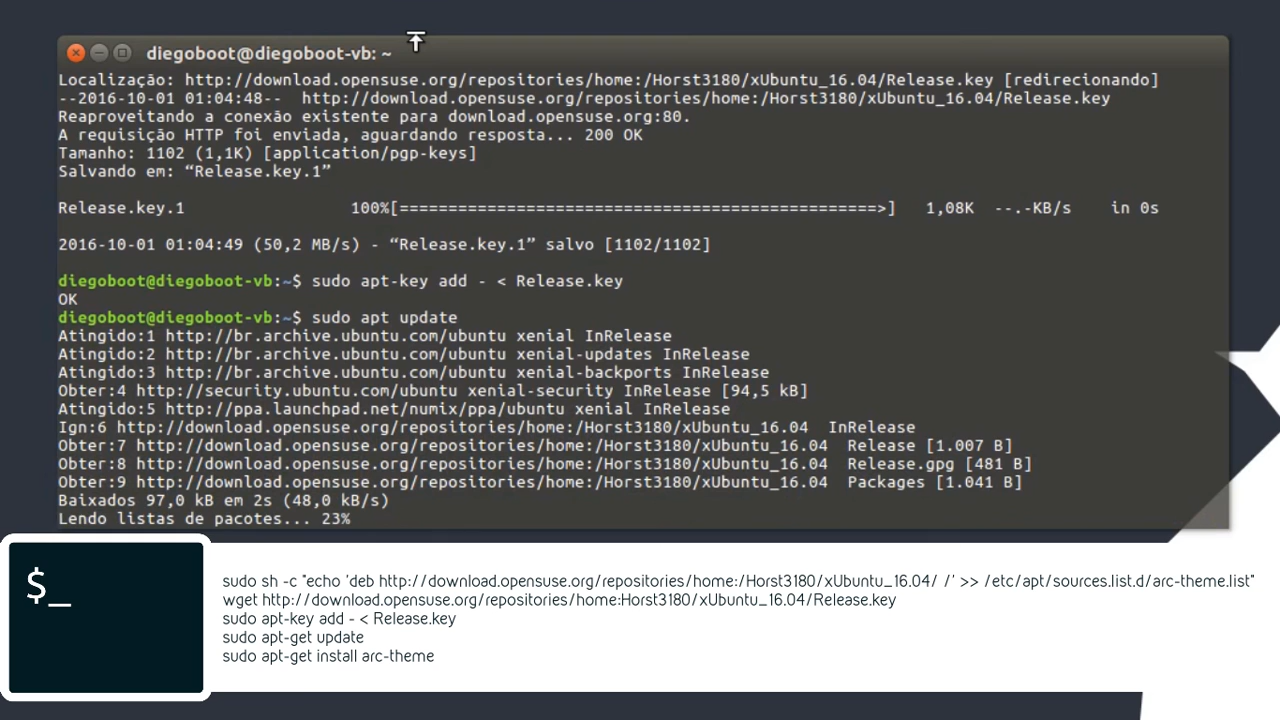 diegoboot@diegoboot-vb: ~
Localização: http://download.opensuse.org/repositories/home:/Horst3180/xUbuntu_16.04/Release.key [redirecionando]
--2016-10-01 01:04:48--  http://download.opensuse.org/repositories/home:/Horst3180/xUbuntu_16.04/Release.key
Reaproveitando a conexão existente para download.opensuse.org:80.
A requisição HTTP foi enviada, aguardando resposta... 200 OK
Tamanho: 1102 (1,1K) [application/pgp-keys]
Salvando em: “Release.key.1”
Release.key.1                 100%[=================================================>]   1,08K  --.-KB/s    in 0s
2016-10-01 01:04:49 (50,2 MB/s) - “Release.key.1” salvo [1102/1102]
diegoboot@diegoboot-vb:~$ sudo apt-key add - < Release.key
OK
diegoboot@diegoboot-vb:~$ sudo apt update
Atingido:1 http://br.archive.ubuntu.com/ubuntu xenial InRelease
Atingido:2 http://br.archive.ubuntu.com/ubuntu xenial-updates InRelease
Atingido:3 http://br.archive.ubuntu.com/ubuntu xenial-backports InRelease
Obter:4 http://security.ubuntu.com/ubuntu xenial-security InRelease [94,5 kB]
Atingido:5 http://ppa.launchpad.net/numix/ppa/ubuntu xenial InRelease
Ign:6 http://download.opensuse.org/repositories/home:/Horst3180/xUbuntu_16.04  InRelease
Obter:7 http://download.opensuse.org/repositories/home:/Horst3180/xUbuntu_16.04  Release [1.007 B]
Obter:8 http://download.opensuse.org/repositories/home:/Horst3180/xUbuntu_16.04  Release.gpg [481 B]
Obter:9 http://download.opensuse.org/repositories/home:/Horst3180/xUbuntu_16.04  Packages [1.041 B]
Baixados 97,0 kB em 2s (48,0 kB/s)
Lendo listas de pacotes... 23%
$_
sudo sh -c "echo 'deb http://download.opensuse.org/repositories/home:/Horst3180/xUbuntu_16.04/ /' >> /etc/apt/sources.list.d/arc-theme.list"
wget http://download.opensuse.org/repositories/home:Horst3180/xUbuntu_16.04/Release.key
sudo apt-key add - < Release.key
sudo apt-get update
sudo apt-get install arc-theme